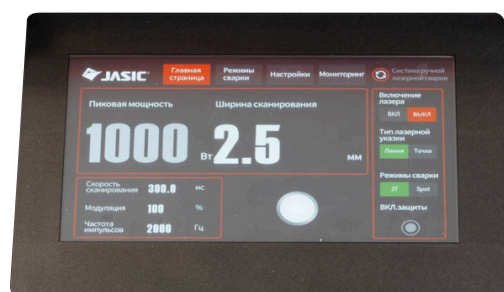 JASIC
Главная
страница
Режимы
сварки
Настройки
Мониторинг
Система ручной
лазерной сварки
Пиковая мощность
Ширина сканирования
1000 Вт 2.5 мм
Скорость
сканирования 300.0 мс
Модуляция 100 %
Частота
импульсов 2000 Гц
Включение
лазера
ВКЛ ВЫКЛ
Тип лазерной
указки
Линия Точка
Режимы сварки
2T Spot
ВКЛ.защиты